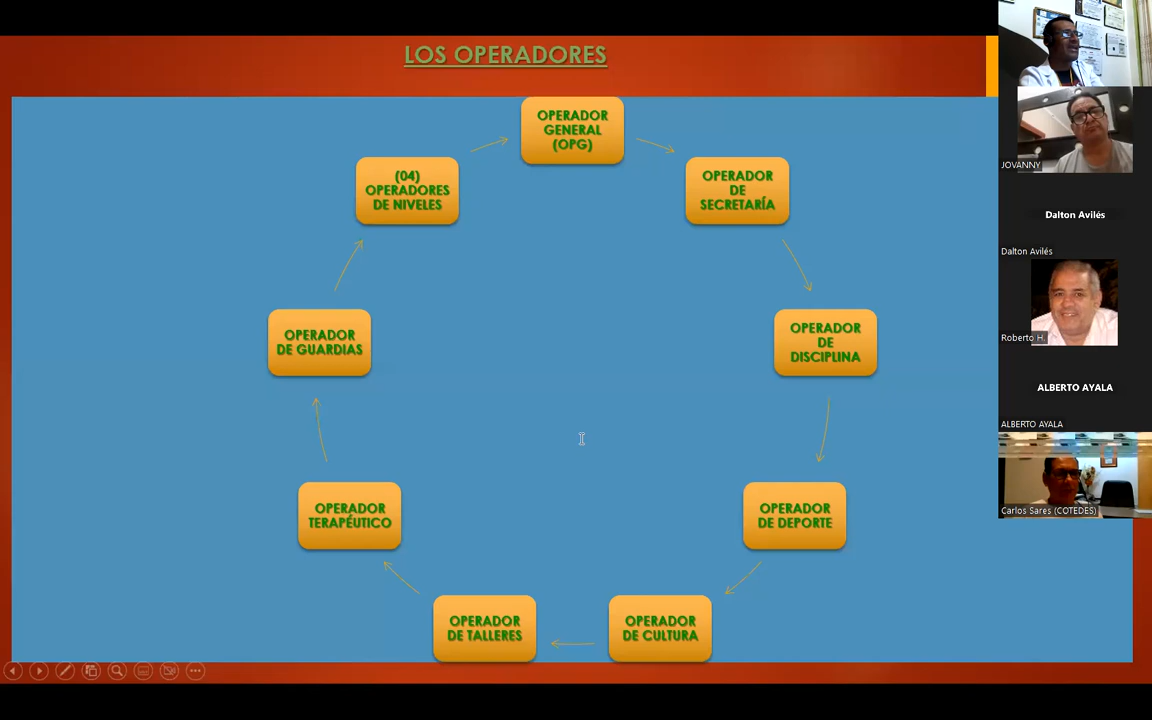 LOS OPERADORES
OPERADOR
GENERAL
(OPG)
OPERADOR
DE
SECRETARÍA
OPERADOR
DE
DISCIPLINA
OPERADOR
DE DEPORTE
OPERADOR
DE CULTURA
OPERADOR
DE TALLERES
OPERADOR
TERAPÉUTICO
OPERADOR
DE GUARDIAS
(04)
OPERADORES
DE NIVELES
JOVANNY
Dalton Avilés
Dalton Avilés
Roberto H.
ALBERTO AYALA
ALBERTO AYALA
Carlos Sares (COTEDES)